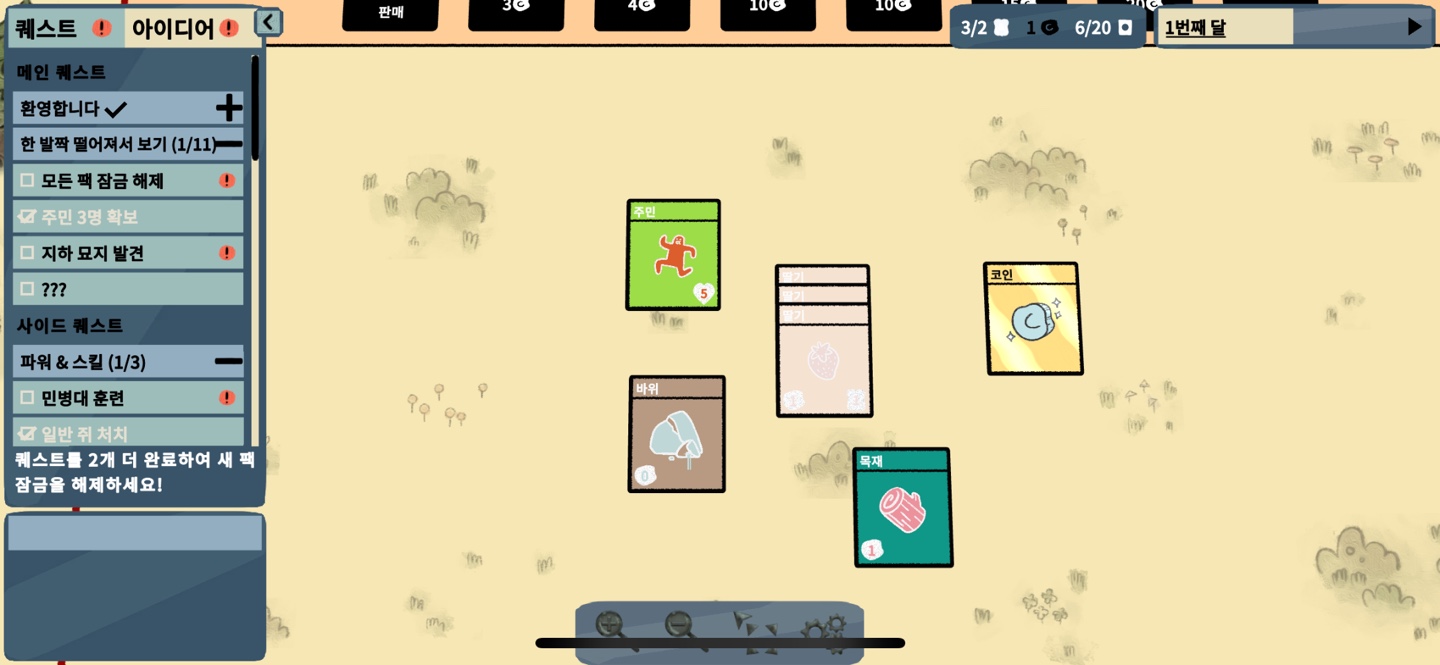 퀘스트
아이디어
판매
3
4
10
10
3/2
1
6/20
1번째 달
메인 퀘스트
환영합니다
한 발짝 떨어져서 보기 (1/11)
모든 팩 잠금 해제
주민 3명 확보
지하 묘지 발견
???
사이드 퀘스트
파워 & 스킬 (1/3)
민병대 훈련
일반 쥐 처치
퀘스트를 2개 더 완료하여 새 팩
잠금을 해제하세요!
주민
5
딸기
딸기
딸기
코인
바위
0
목재
1